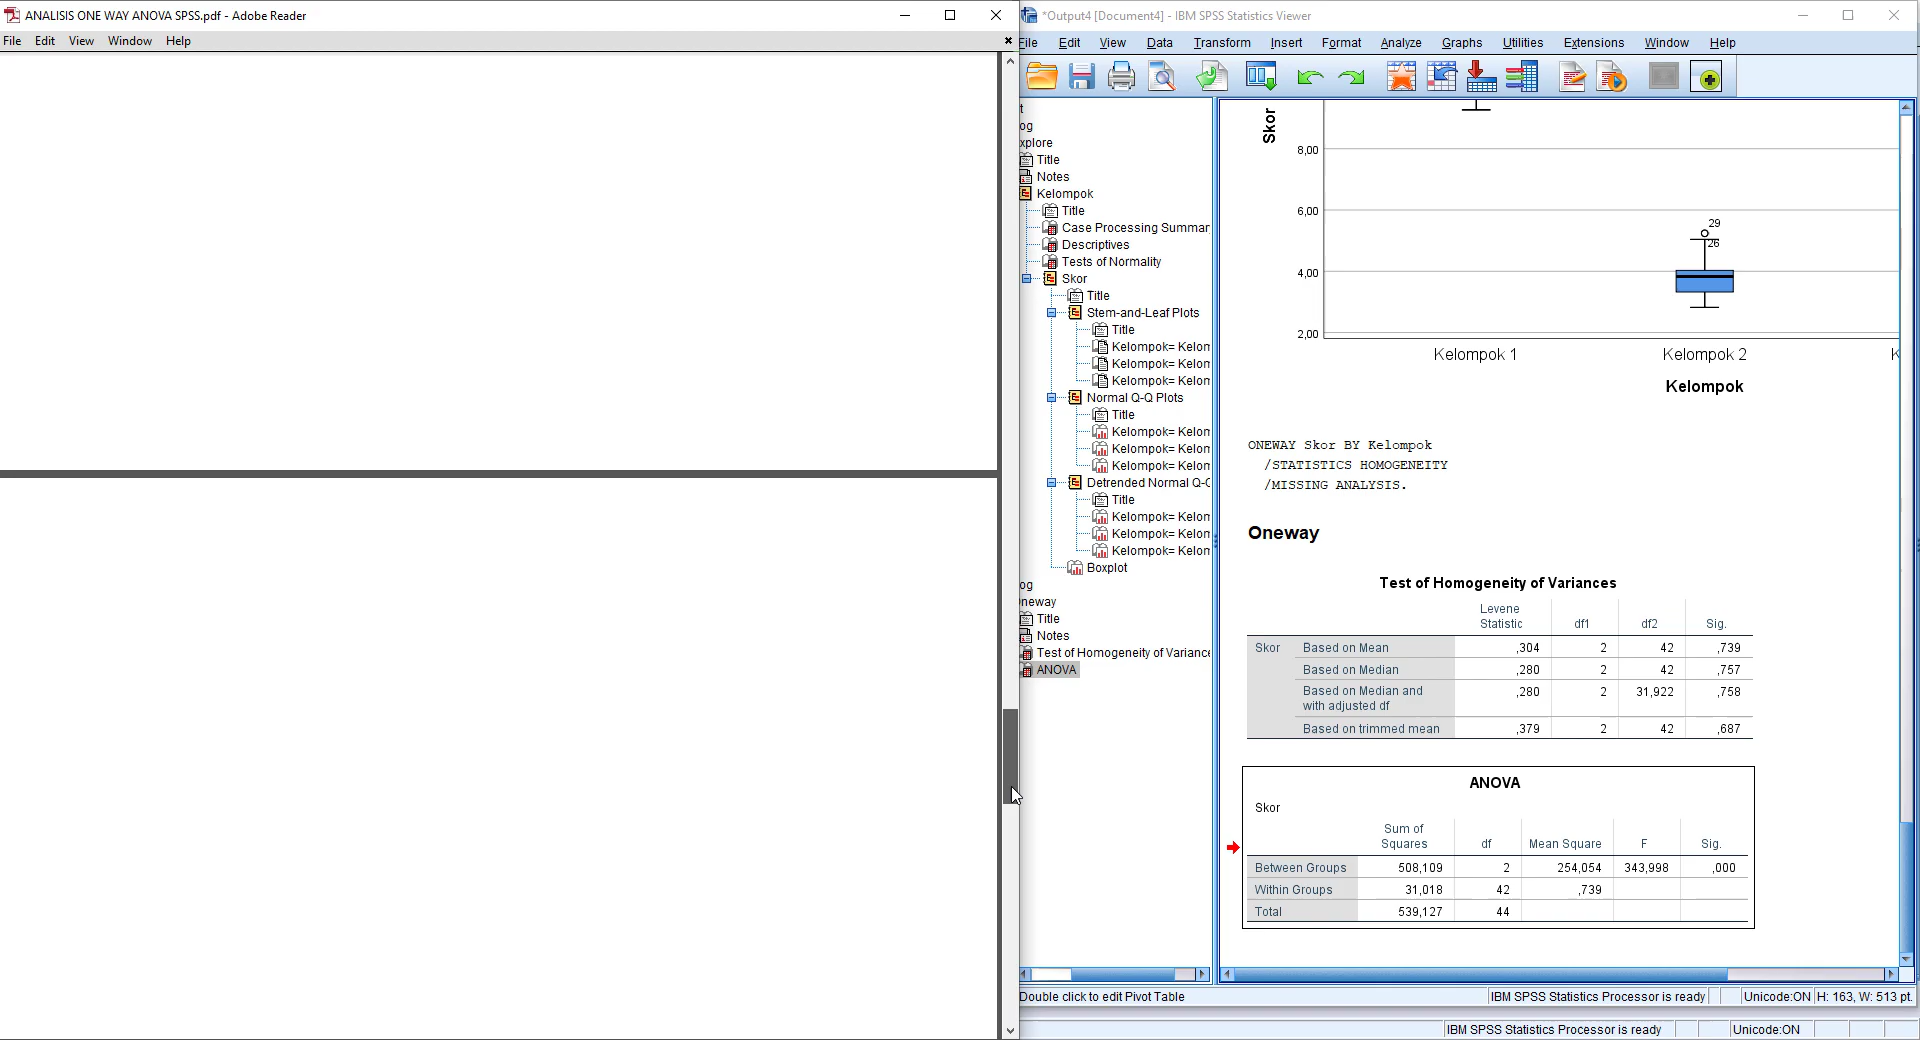 ANALISIS ONE WAY ANOVA SPSS.pdf - Adobe Reader
File Edit View Window Help
*Output4 [Document4] - IBM SPSS Statistics Viewer
File Edit View Data Transform Insert Format Analyze Graphs Utilities Extensions Window Help
t
og
xplore
Title
Notes
Kelompok
Title
Case Processing Summar
Descriptives
Tests of Normality
Skor
Title
Stem-and-Leaf Plots
Title
Kelompok= Kelom
Kelompok= Kelom
Kelompok= Kelom
Normal Q-Q Plots
Title
Kelompok= Kelom
Kelompok= Kelom
Kelompok= Kelom
Detrended Normal Q-Q
Title
Kelompok= Kelom
Kelompok= Kelom
Kelompok= Kelom
Boxplot
og
neway
Title
Notes
Test of Homogeneity of Variance
ANOVA
Skor
8,00
6,00
4,00
2,00
29
26
Kelompok 1 Kelompok 2 K
Kelompok
ONEWAY Skor BY Kelompok
/STATISTICS HOMOGENEITY
/MISSING ANALYSIS.
Oneway
Test of Homogeneity of Variances
Levene
Statistic df1 df2 Sig.
Skor Based on Mean ,304 2 42 ,739
Based on Median ,280 2 42 ,757
Based on Median and
with adjusted df ,280 2 31,922 ,758
Based on trimmed mean ,379 2 42 ,687
ANOVA
Skor
Sum of
Squares df Mean Square F Sig.
Between Groups 508,109 2 254,054 343,998 ,000
Within Groups 31,018 42 ,739
Total 539,127 44
Double click to edit Pivot Table IBM SPSS Statistics Processor is ready Unicode:ON H: 163, W: 513 pt.
IBM SPSS Statistics Processor is ready Unicode:ON